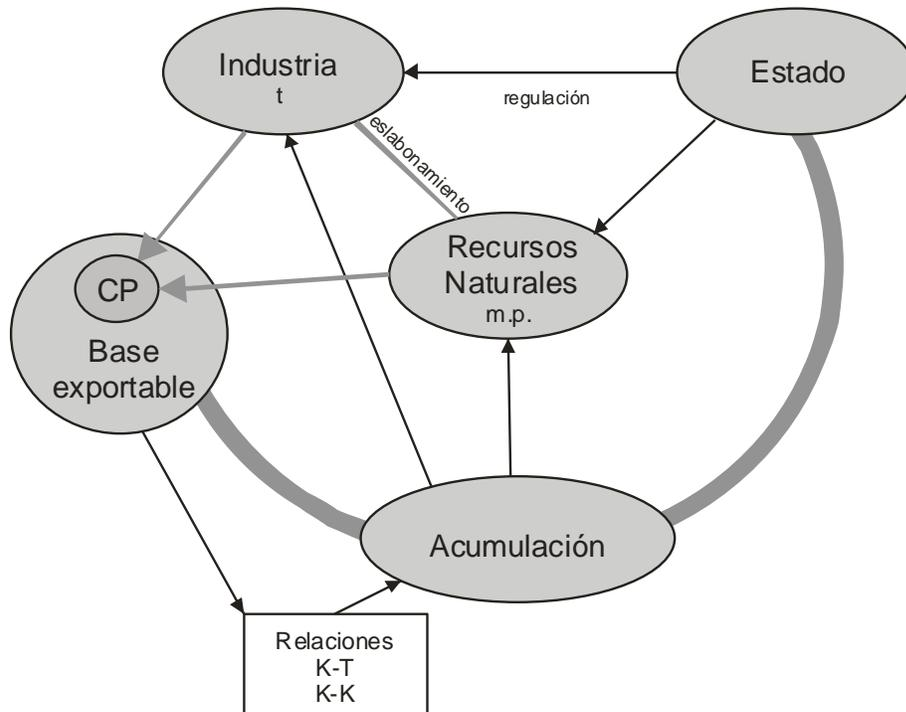 Industria
t
Estado
regulación
eslabonamiento
Recursos
Naturales
m.p.
CP
Base
exportable
Acumulación
Relaciones
K-T
K-K